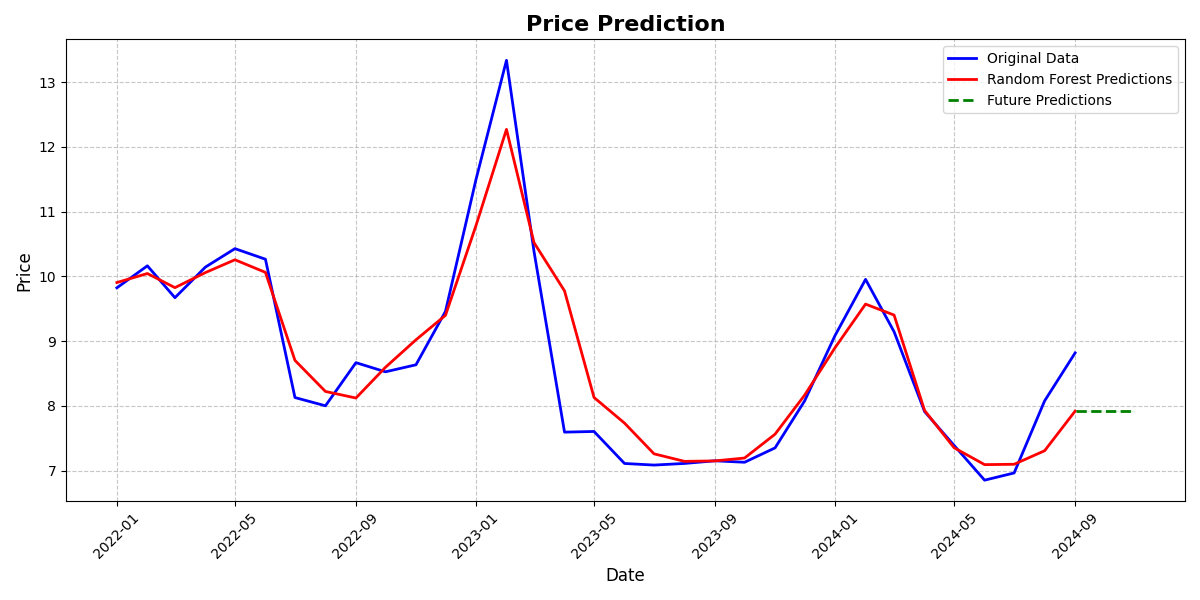 Price Prediction
Original Data
Random Forest Predictions
Future Predictions
Price
13
12
11
10
9
8
7
2022-01
2022-05
2022-09
2023-01
2023-05
2023-09
2024-01
2024-05
2024-09
Date